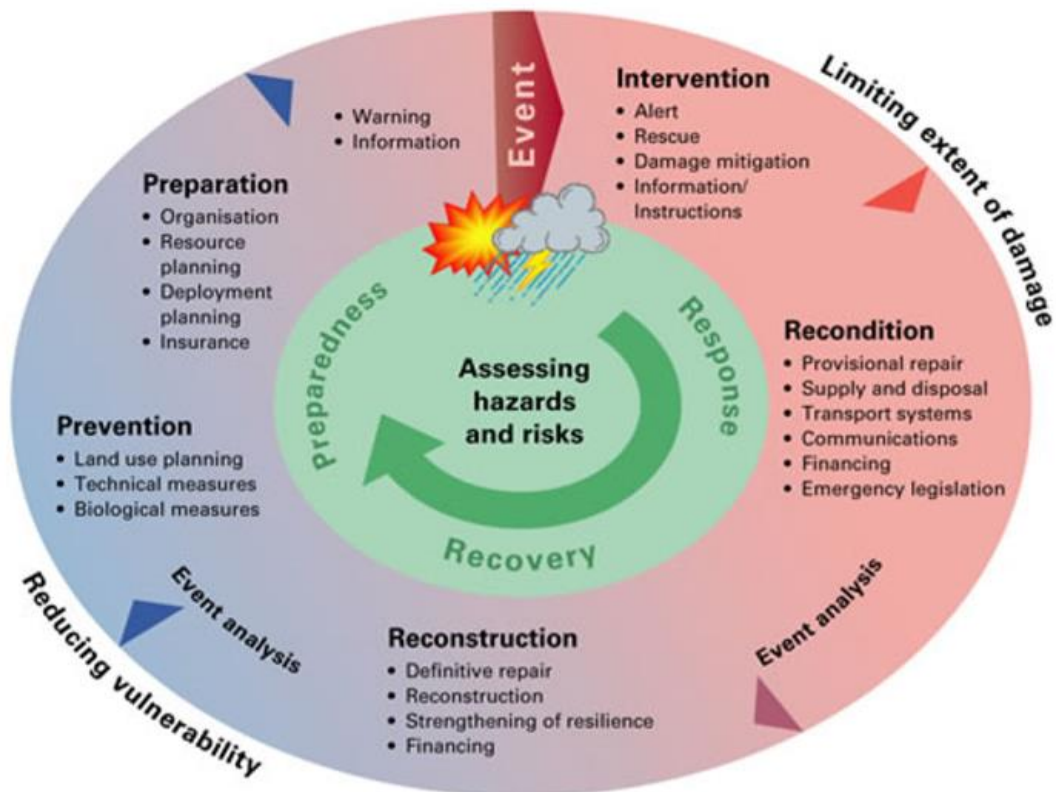 Event
Intervention
• Alert
• Rescue
• Damage mitigation
• Information/
Instructions
Limiting extent of damage
Recondition
• Provisional repair
• Supply and disposal
• Transport systems
• Communications
• Financing
• Emergency legislation
Event analysis
Reconstruction
• Definitive repair
• Reconstruction
• Strengthening of resilience
• Financing
Event analysis
Reducing vulnerability
Prevention
• Land use planning
• Technical measures
• Biological measures
Preparation
• Organisation
• Resource
planning
• Deployment
planning
• Insurance
• Warning
• Information
Response
Recovery
Preparedness
Assessing
hazards
and risks